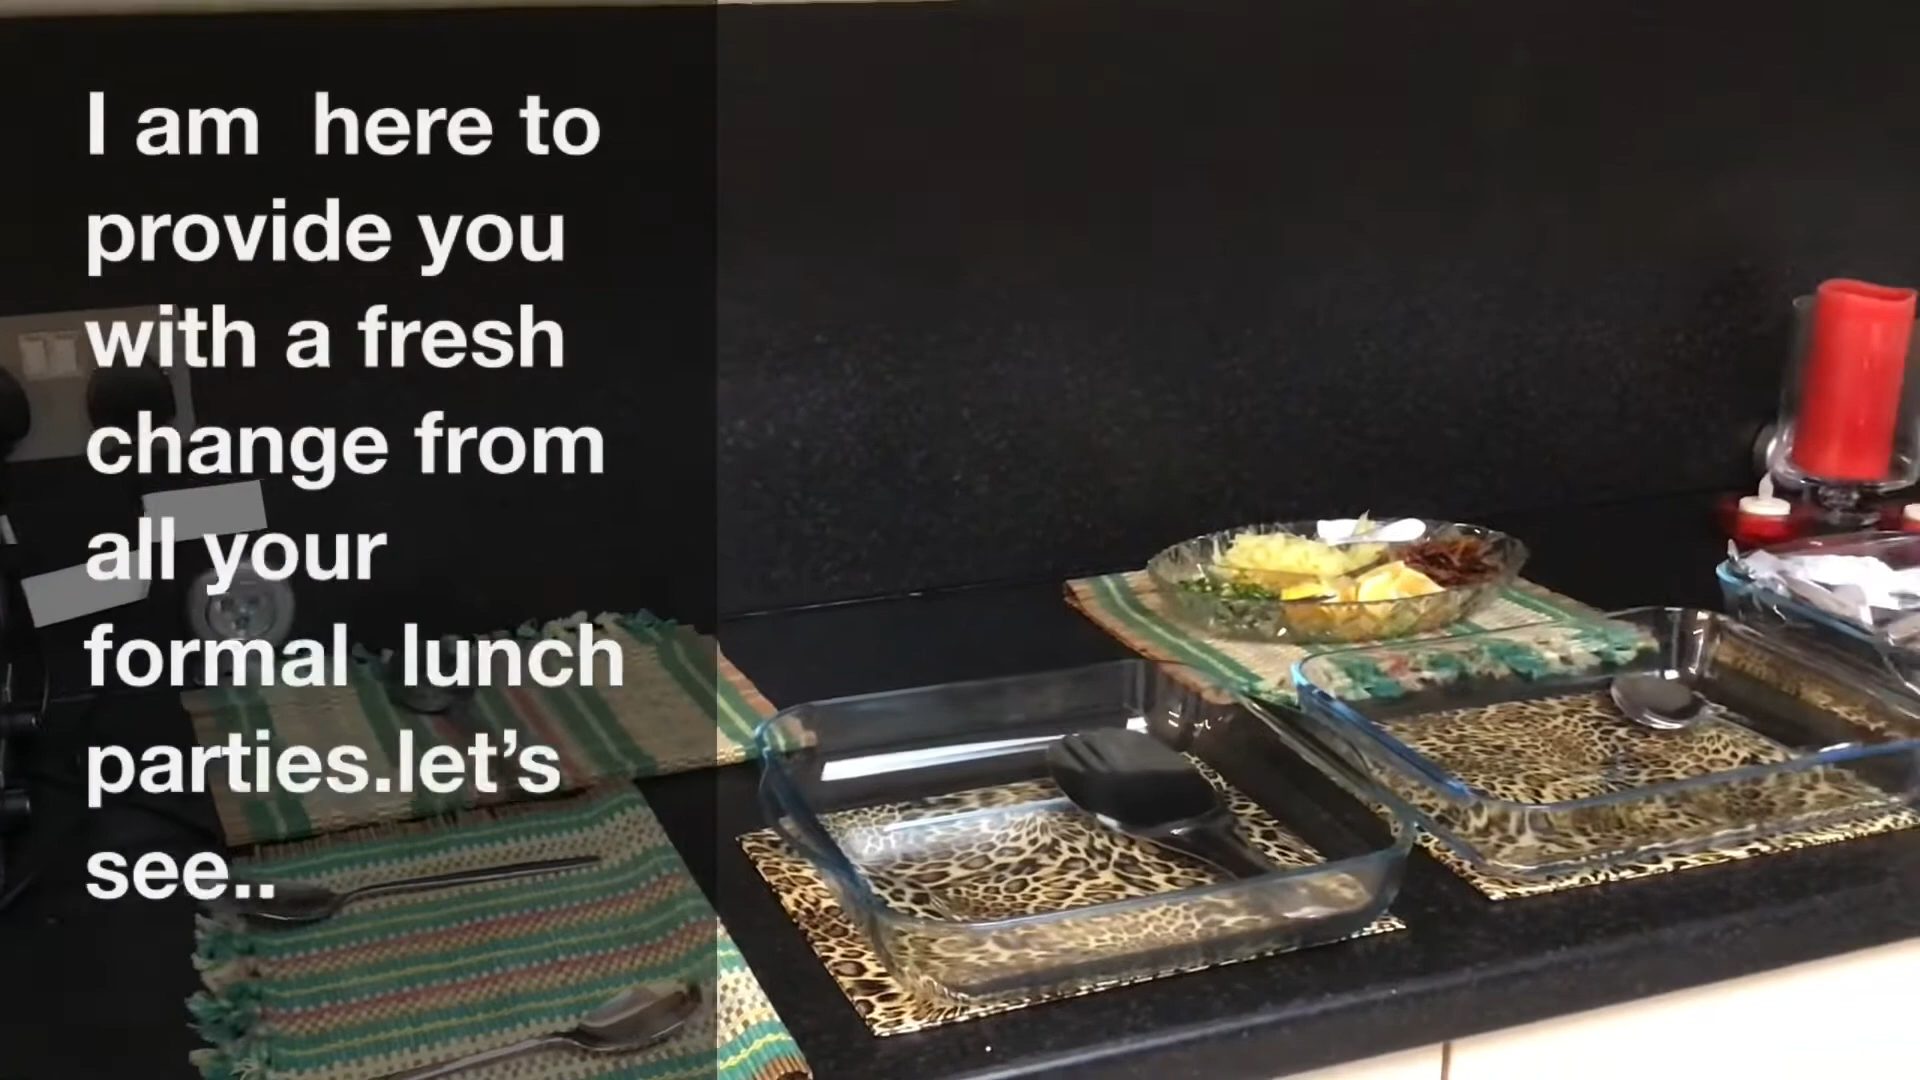 I am  here to
provide you
with a fresh
change from
all your
formal  lunch
parties.let’s
see..